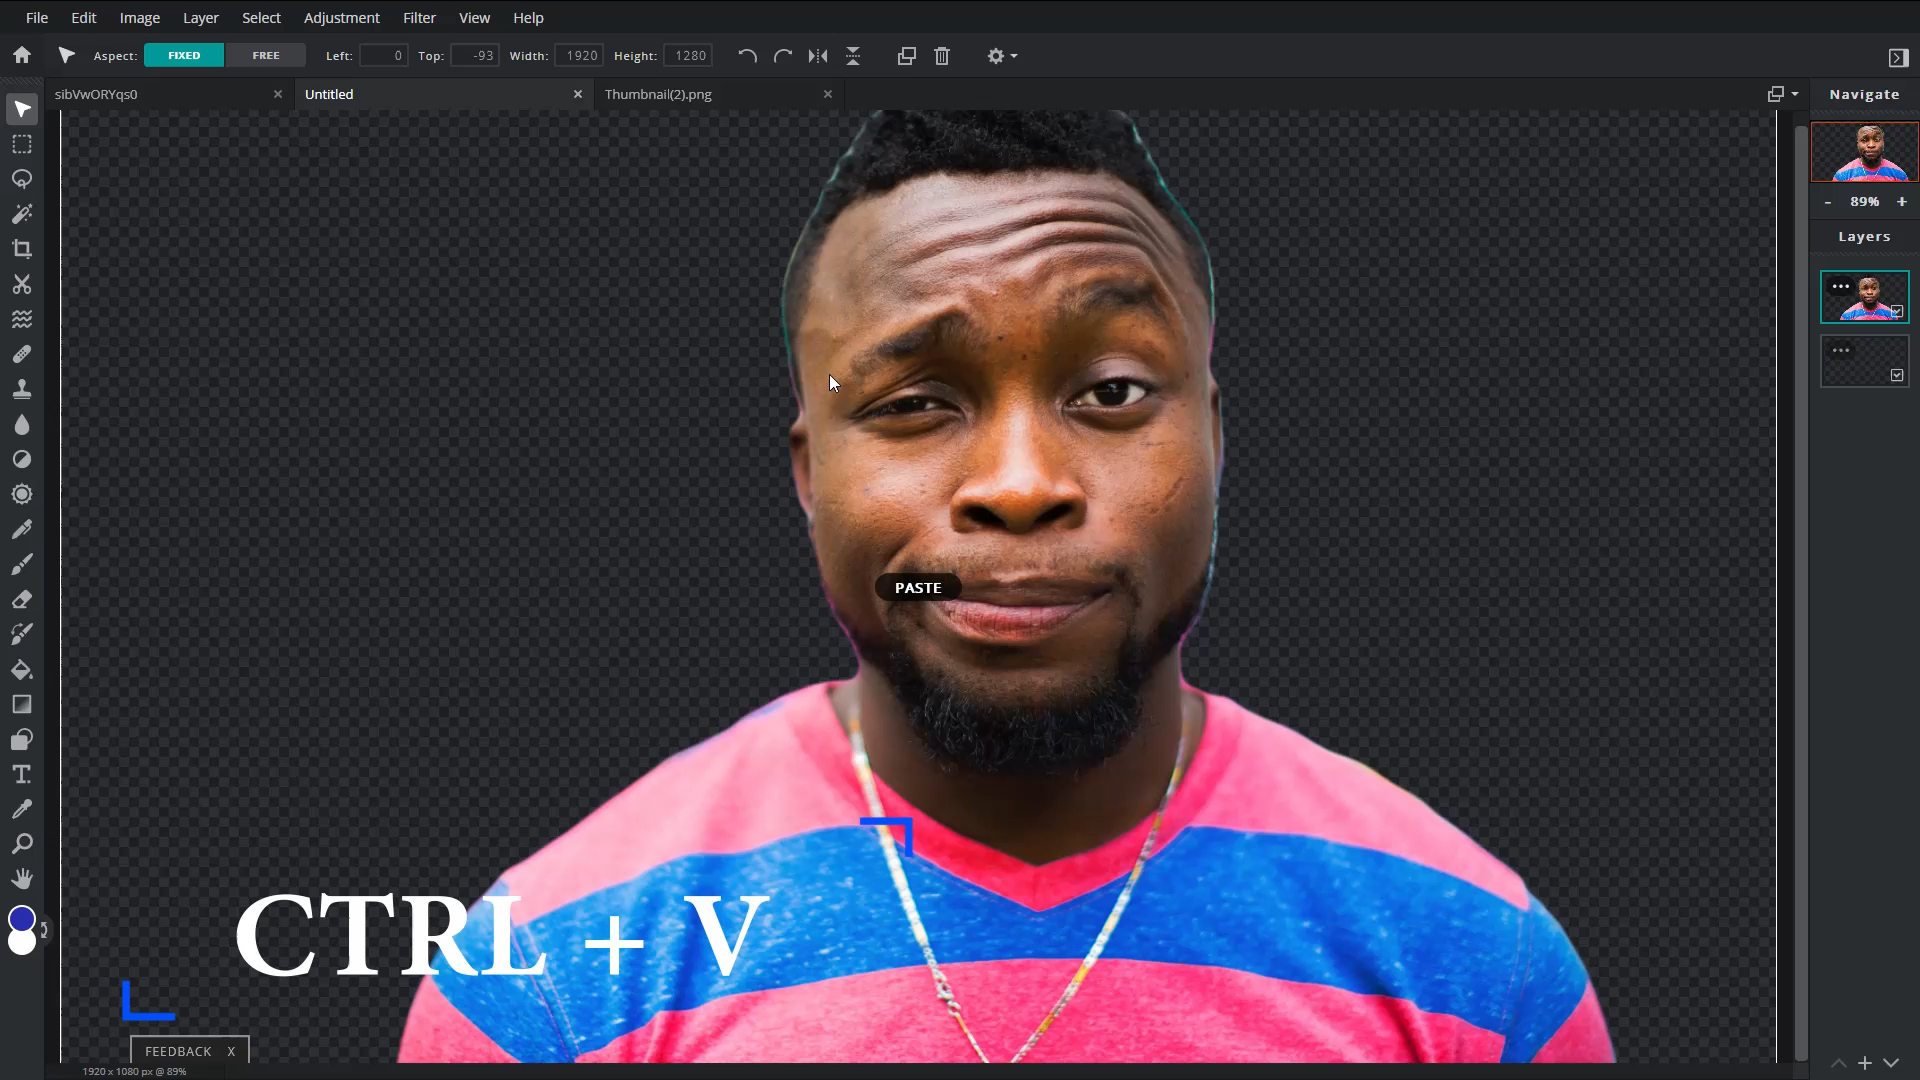 File Edit Image Layer Select Adjustment Filter View Help
Aspect: FIXED FREE Left: 0 Top: -93 Width: 1920 Height: 1280
sibVwORYqs0 Untitled Thumbnail(2).png Navigate
- 89% +
Layers
PASTE
CTRL + V
FEEDBACK X
1920 x 1080 px @ 89%